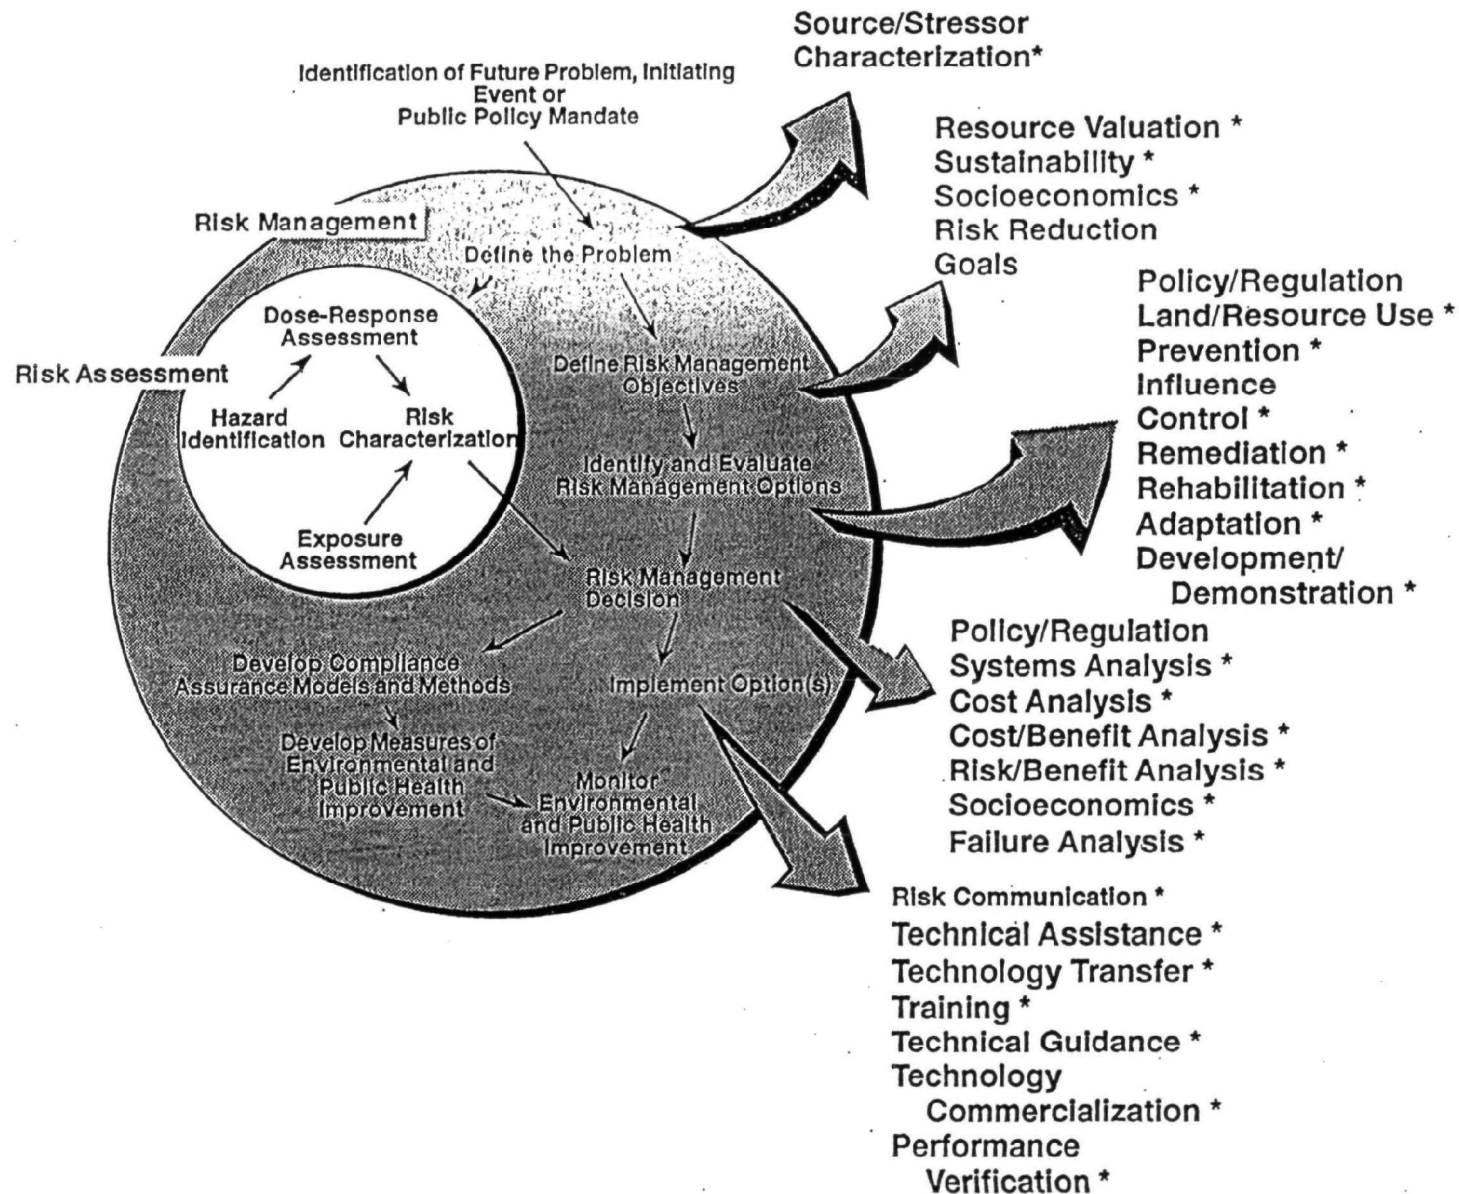 Source/Stressor
Characterization*
Identification of Future Problem, Initiating
Event or
Public Policy Mandate
Resource Valuation *
Sustainability *
Socioeconomics *
Risk Reduction
Goals
Risk Management
Define the Problem
Policy/Regulation
Land/Resource Use *
Prevention *
Influence
Control *
Remediation *
Rehabilitation *
Adaptation *
Development/
Demonstration *
Dose-Response
Assessment
Risk Assessment
Hazard
Identification
Risk
Characterization
Exposure
Assessment
Define Risk Management
Objectives
Identify and Evaluate
Risk Management Options
Risk Management
Decision
Develop Compliance
Assurance Models and Methods
Implement Option(s)
Develop Measures of
Environmental and
Public Health
Improvement
Monitor
Environmental
and Public Health
Improvement
Policy/Regulation
Systems Analysis *
Cost Analysis *
Cost/Benefit Analysis *
Risk/Benefit Analysis *
Socioeconomics *
Failure Analysis *
Risk Communication *
Technical Assistance *
Technology Transfer *
Training *
Technical Guidance *
Technology
Commercialization *
Performance
Verification *